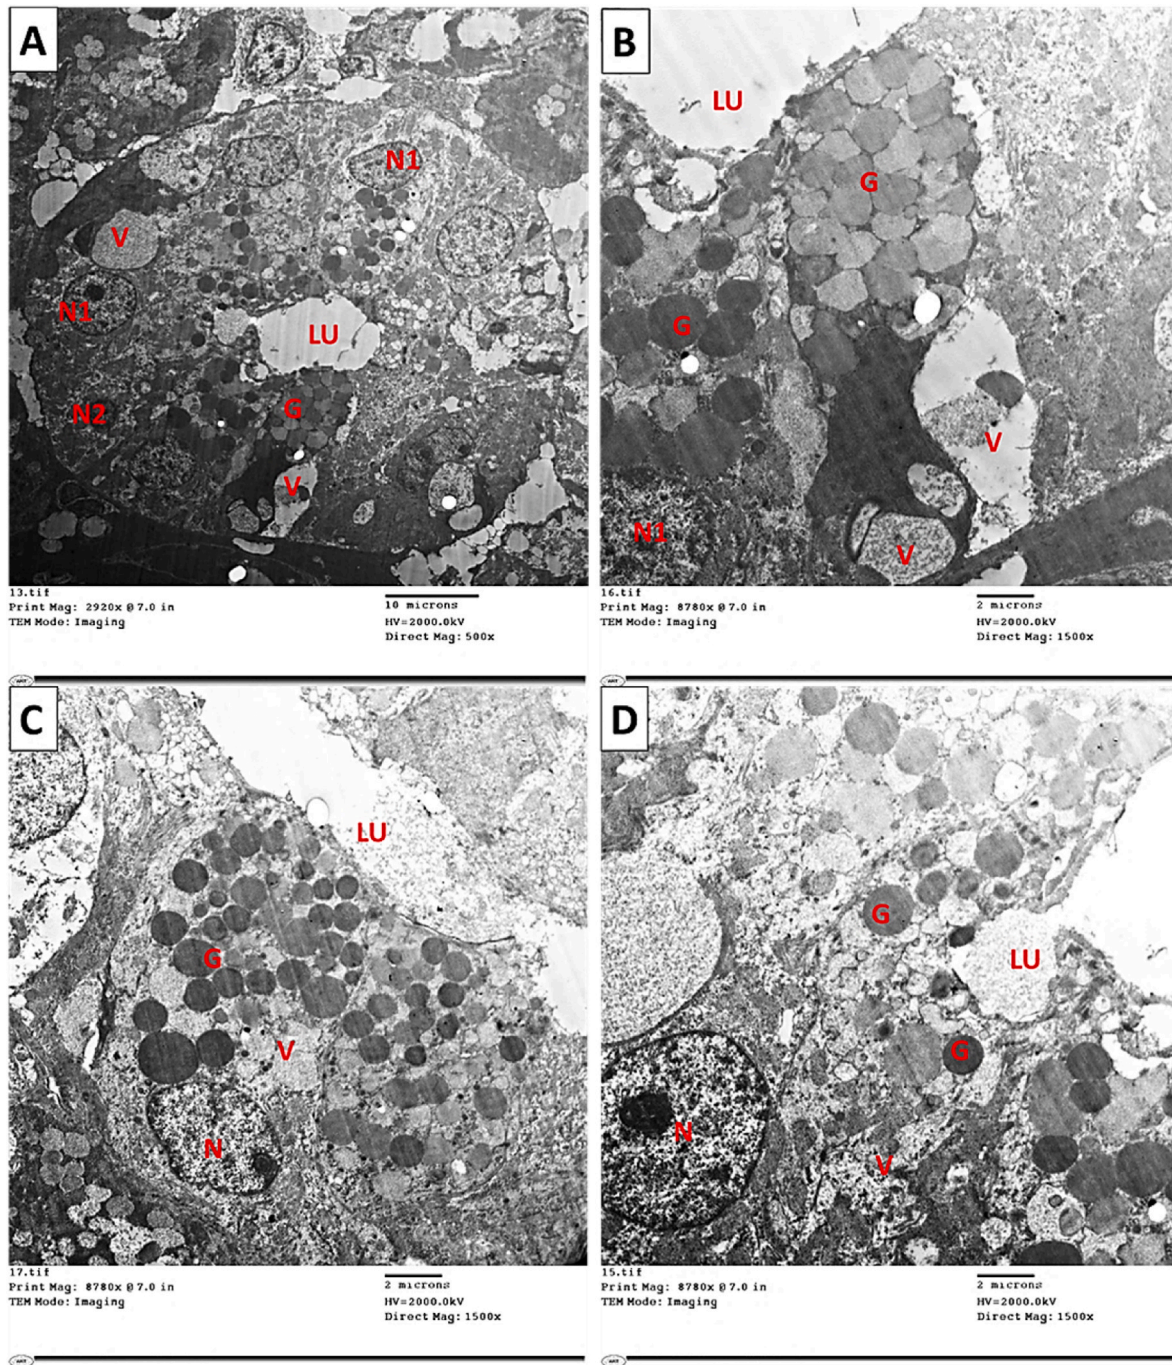 A
N1
V
N1
LU
N2
G
V
13.tif
Print Mag: 2920x @ 7.0 in
TEM Mode: Imaging
10 microns
HV=2000.0kV
Direct Mag: 500x
B
LU
G
G
V
N1
V
16.tif
Print Mag: 8780x @ 7.0 in
TEM Mode: Imaging
2 microns
HV=2000.0kV
Direct Mag: 1500x
C
LU
G
V
N
17.tif
Print Mag: 8780x @ 7.0 in
TEM Mode: Imaging
2 microns
HV=2000.0kV
Direct Mag: 1500x
D
G
LU
G
N
V
15.tif
Print Mag: 8780x @ 7.0 in
TEM Mode: Imaging
2 microns
HV=2000.0kV
Direct Mag: 1500x